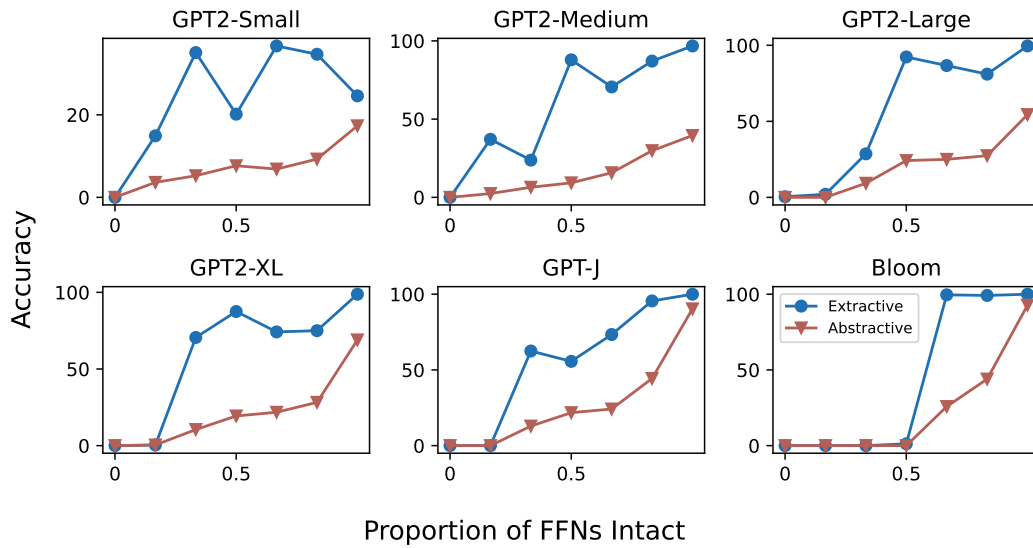 GPT2-Small
GPT2-Medium
GPT2-Large
20
0
0
0.5
100
50
0
0
0.5
100
50
0
0
0.5
Accuracy
GPT2-XL
GPT-J
Bloom
100
50
0
0
0.5
100
50
0
0
0.5
100
50
0
0
0.5
Extractive
Abstractive
Proportion of FFNs Intact